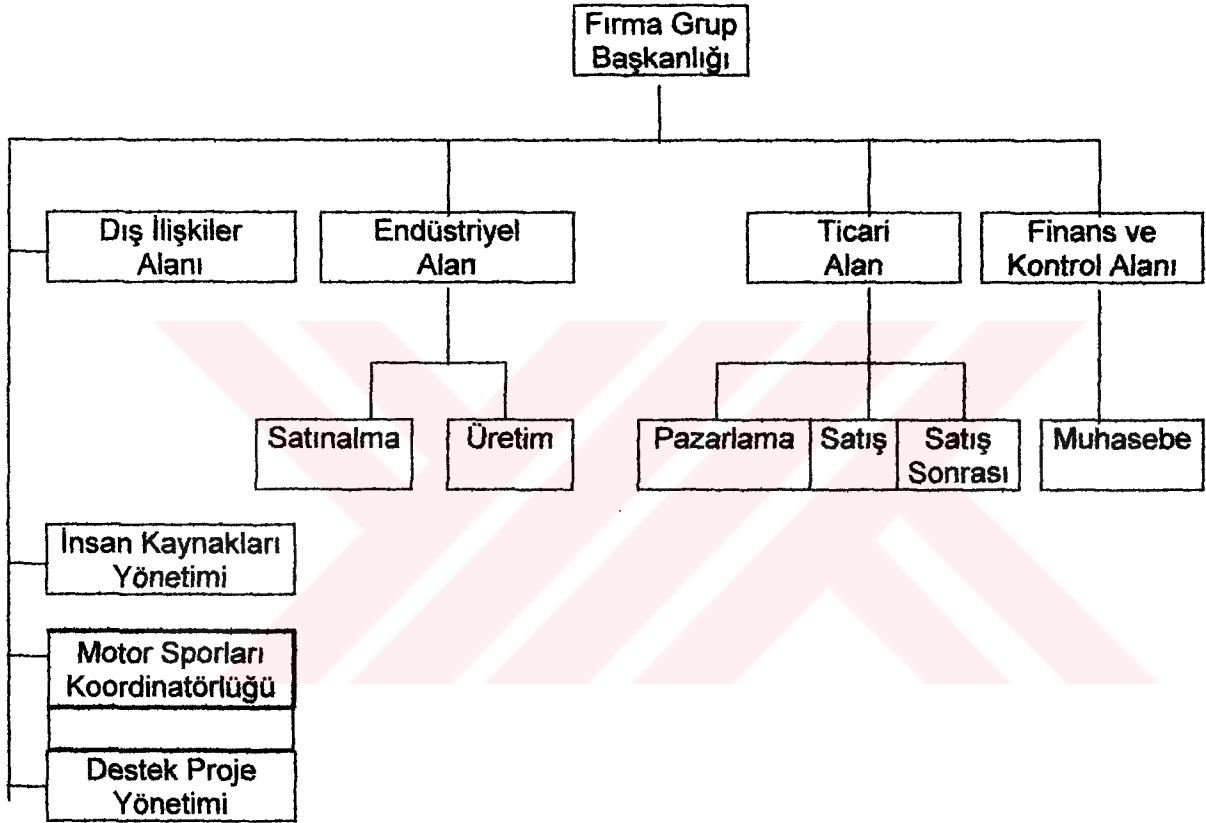 Firma Grup
Başkanlığı
Dış İlişkiler
Alanı
Endüstriyel
Alan
Ticari
Alan
Finans ve
Kontrol Alanı
Satınalma
Üretim
Pazarlama
Satış
Satış
Sonrası
Muhasebe
İnsan Kaynakları
Yönetimi
Motor Sporları
Koordinatörlüğü
Destek Proje
Yönetimi